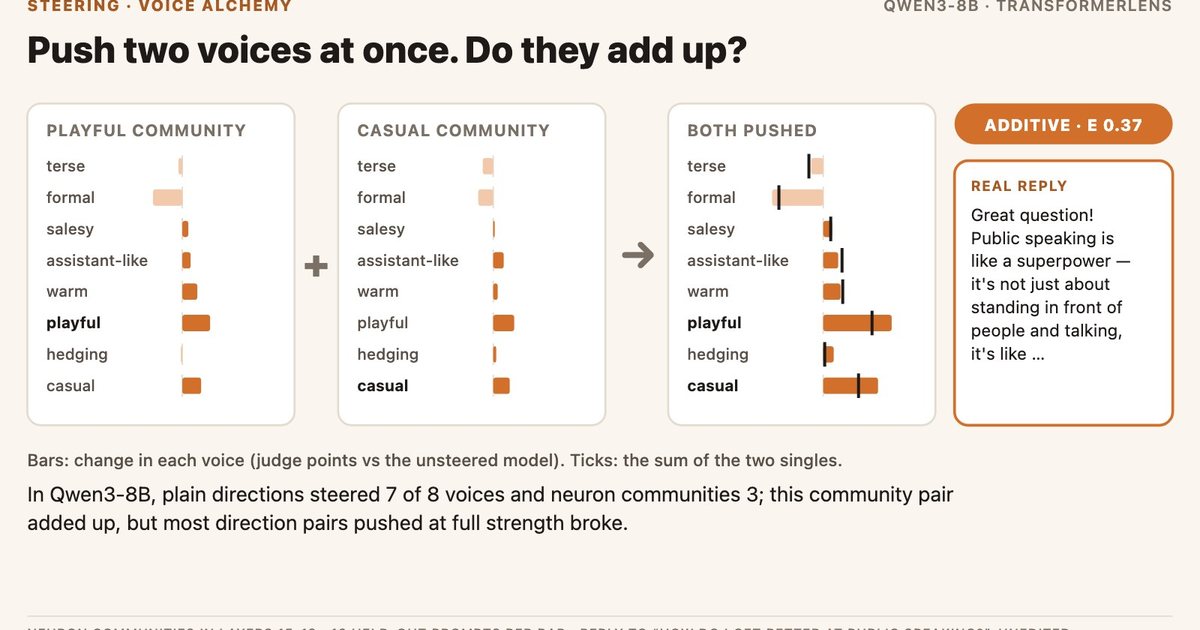 STEERING · VOICE ALCHEMY
QWEN3-8B · TRANSFORMERLENS
Push two voices at once. Do they add up?
PLAYFUL COMMUNITY
terse
formal
salesy
assistant-like
warm
playful
hedging
casual
+
CASUAL COMMUNITY
terse
formal
salesy
assistant-like
warm
playful
hedging
casual
→
BOTH PUSHED
terse
formal
salesy
assistant-like
warm
playful
hedging
casual
ADDITIVE · E 0.37
REAL REPLY
Great question!
Public speaking is
like a superpower —
it's not just about
standing in front of
people and talking,
it's like ...
Bars: change in each voice (judge points vs the unsteered model). Ticks: the sum of the two singles.
In Qwen3-8B, plain directions steered 7 of 8 voices and neuron communities 3; this community pair
added up, but most direction pairs pushed at full strength broke.